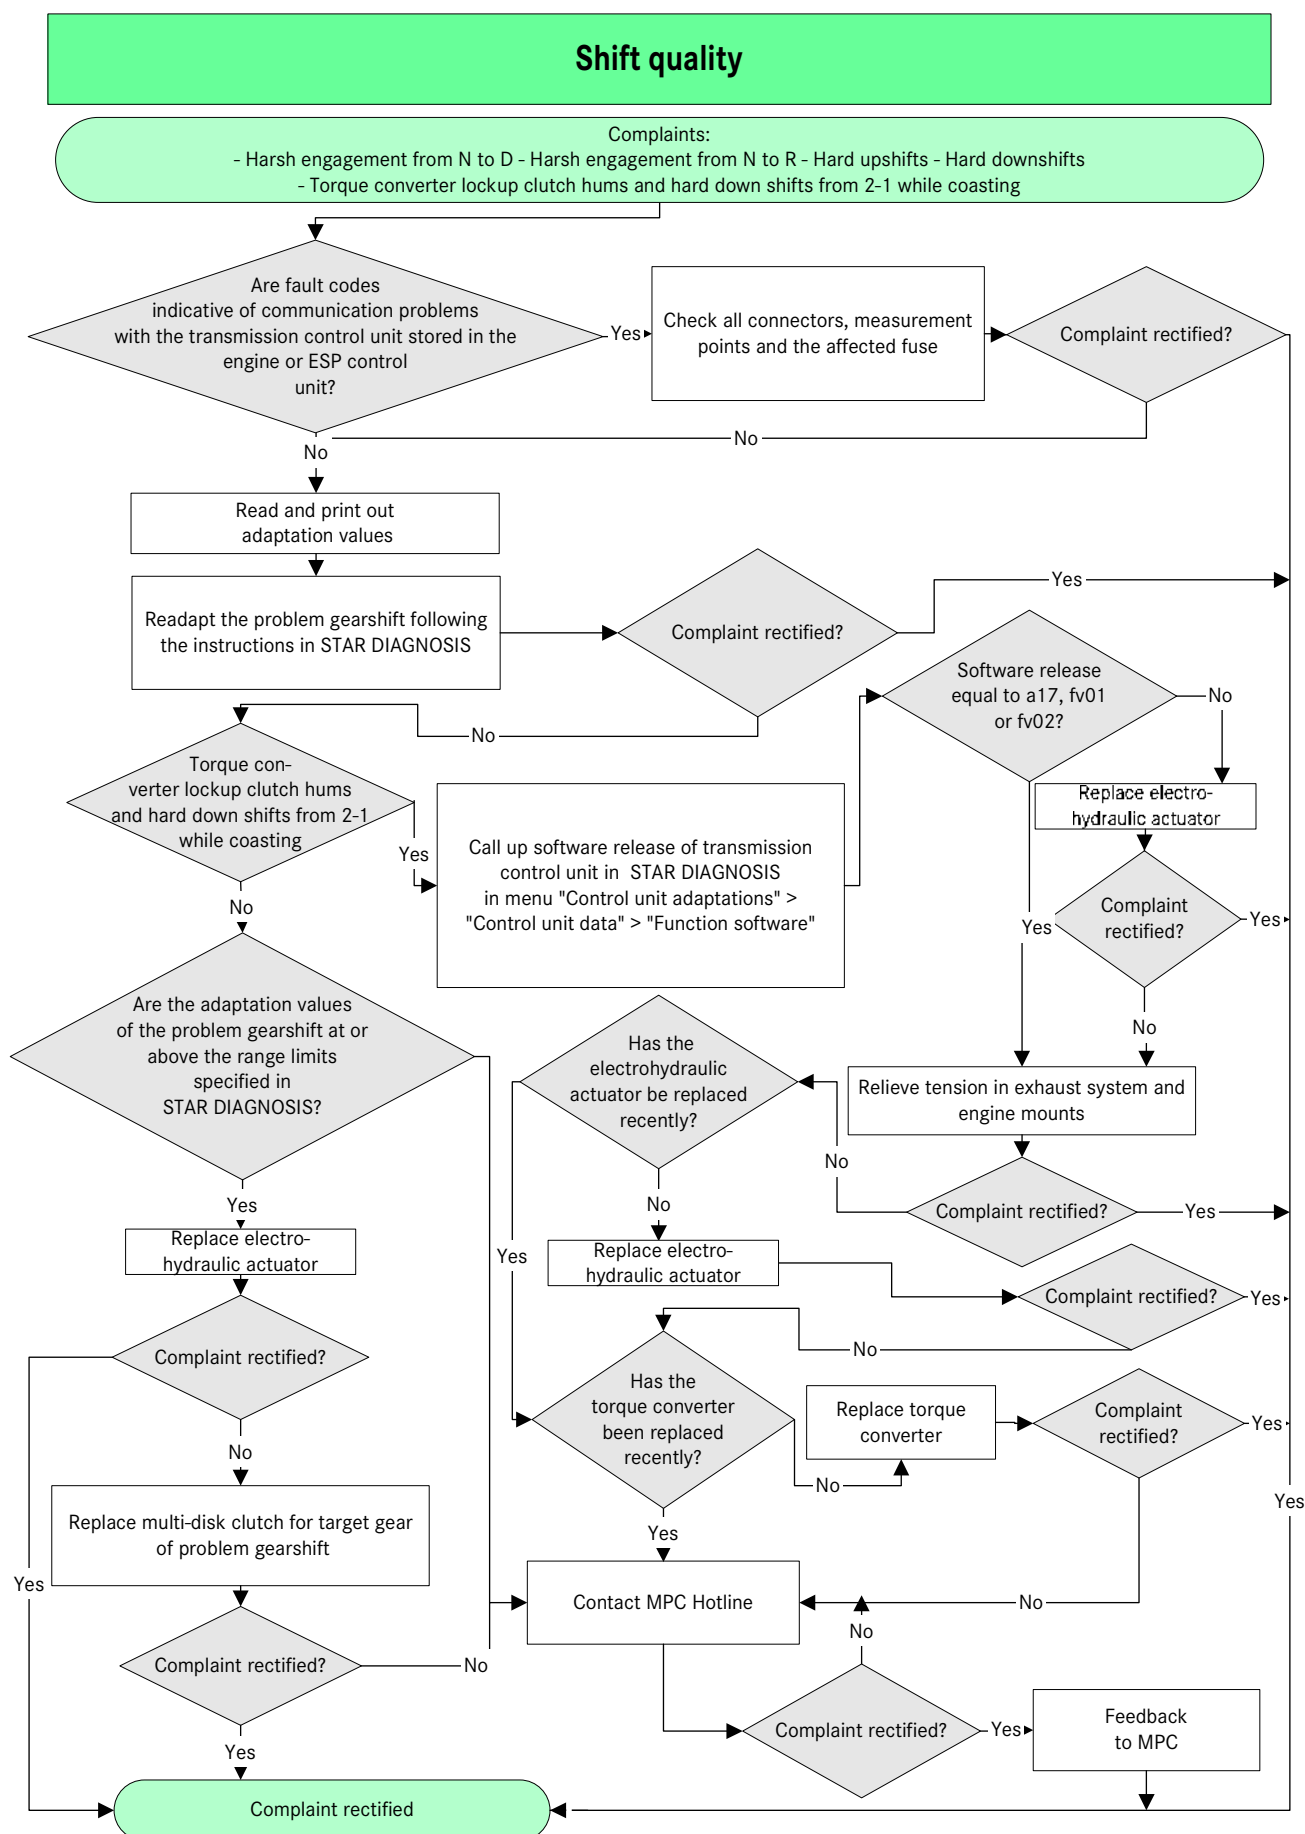 Shift quality
Complaints:
- Harsh engagement from N to D - Harsh engagement from N to R - Hard upshifts - Hard downshifts
- Torque converter lockup clutch hums and hard down shifts from 2-1 while coasting
Are fault codes
indicative of communication problems
with the transmission control unit stored in the
engine or ESP control
unit?
Yes
Check all connectors, measurement
points and the affected fuse
Complaint rectified?
No
No
Read and print out
adaptation values
Readapt the problem gearshift following
the instructions in STAR DIAGNOSIS
Complaint rectified?
Yes
No
Software release
equal to a17, fv01
or fv02?
No
Torque con-
verter lockup clutch hums
and hard down shifts from 2-1
while coasting
Yes
Call up software release of transmission
control unit in STAR DIAGNOSIS
in menu "Control unit adaptations" >
"Control unit data" > "Function software"
Replace electro-
hydraulic actuator
Complaint
rectified?
Yes
Yes
No
No
Are the adaptation values
of the problem gearshift at or
above the range limits
specified in
STAR DIAGNOSIS?
Has the
electrohydraulic
actuator be replaced
recently?
Relieve tension in exhaust system and
engine mounts
No
Complaint rectified?
Yes
Yes
No
Yes
Replace electro-
hydraulic actuator
Replace electro-
hydraulic actuator
Complaint rectified?
Yes
No
Complaint rectified?
Has the
torque converter
been replaced
recently?
Replace torque
converter
Complaint
rectified?
Yes
No
No
Yes
Replace multi-disk clutch for target gear
of problem gearshift
Yes
Yes
Contact MPC Hotline
No
No
Complaint rectified?
No
Complaint rectified?
Yes
Feedback
to MPC
Yes
Complaint rectified